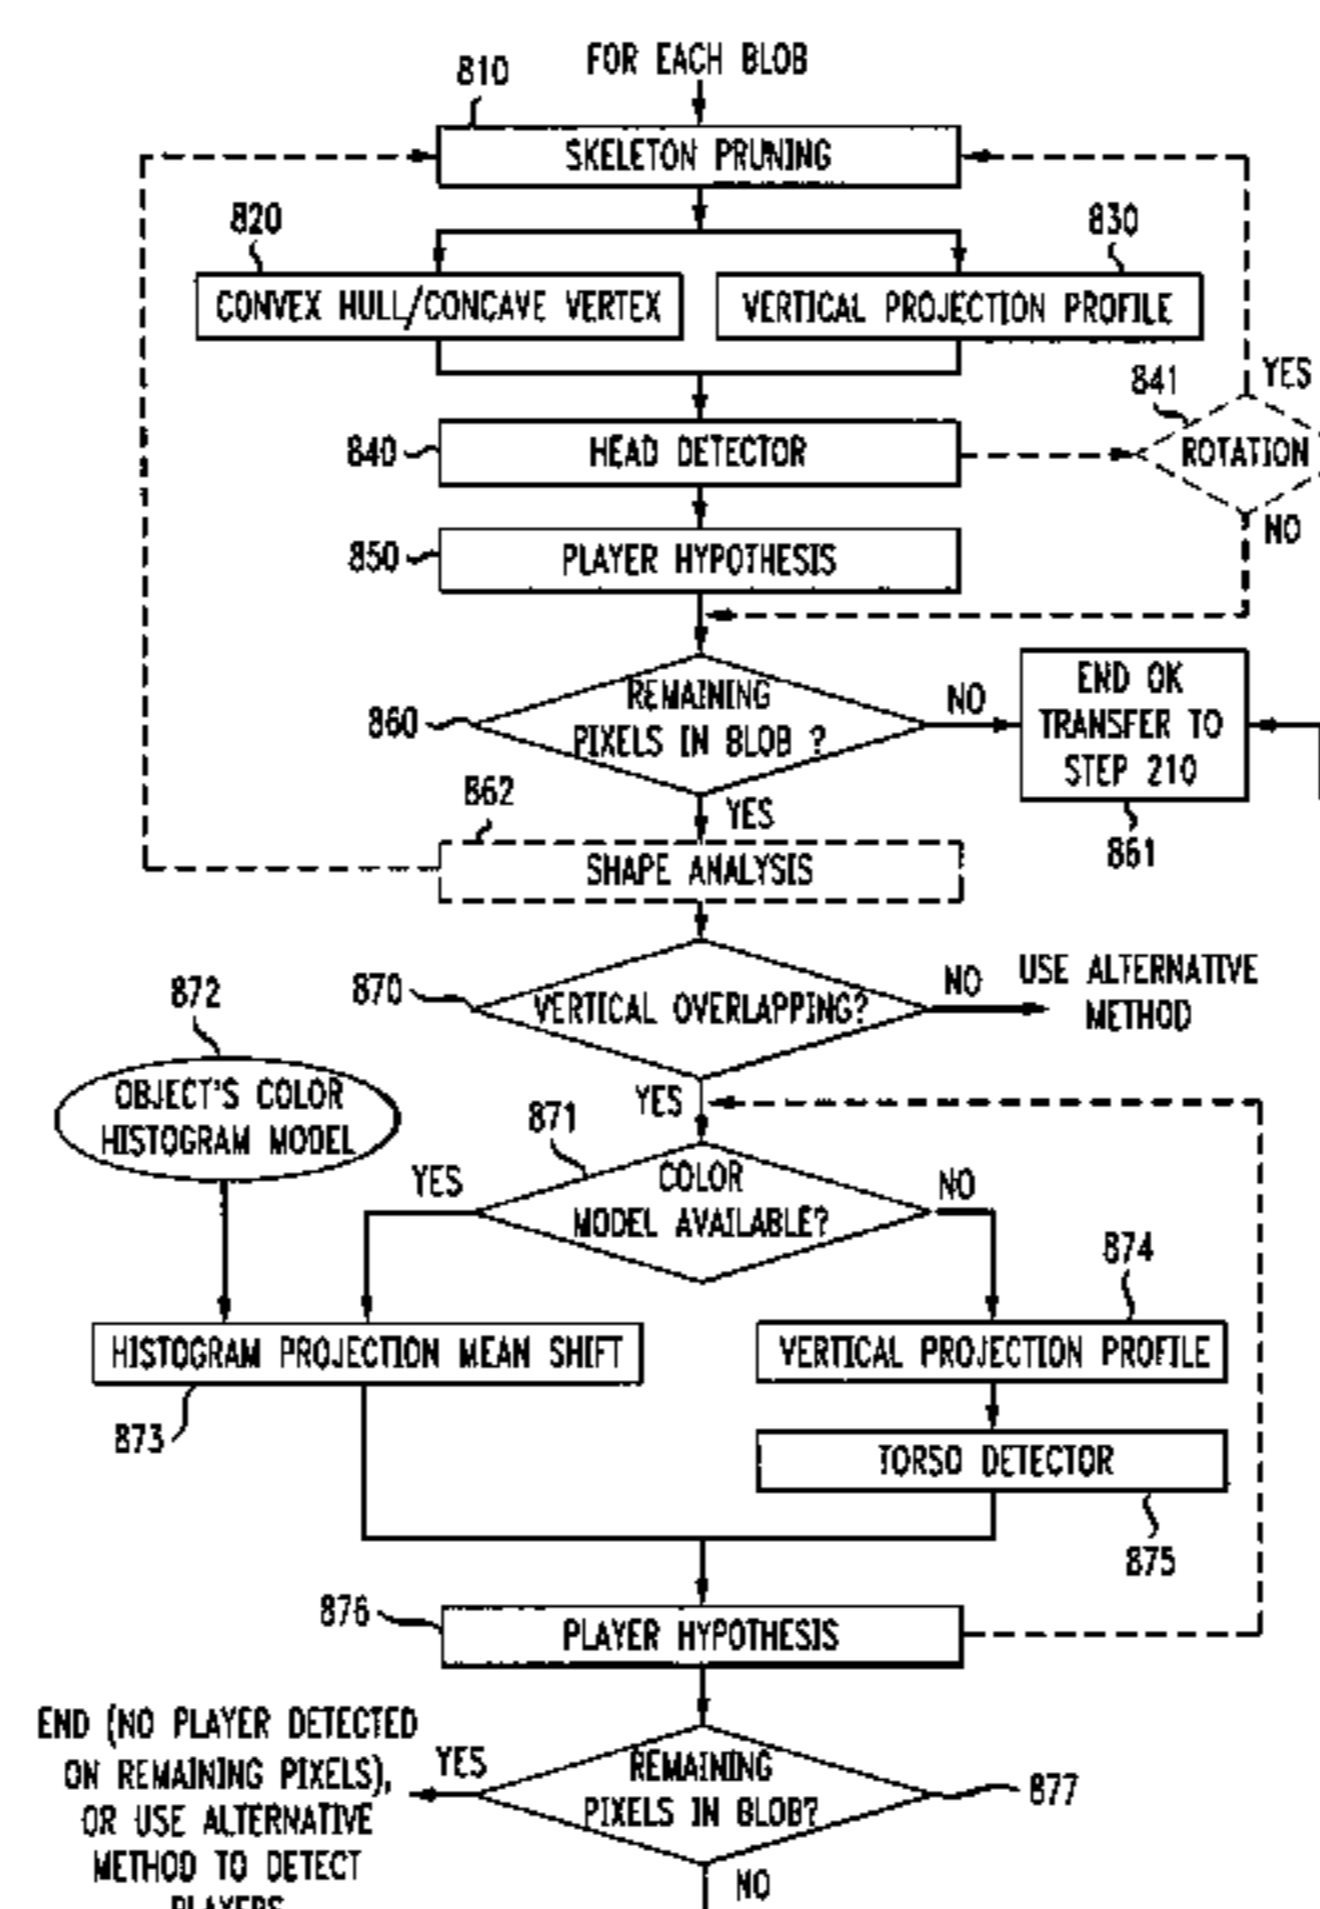 FOR EACH BLOB
810
SKELETON PRUNING
820
830
CONVEX HULL/CONCAVE VERTEX
VERTICAL PROJECTION PROFILE
841
YES
840
HEAD DETECTOR
ROTATION
NO
850
PLAYER HYPOTHESIS
860
REMAINING
PIXELS IN BLOB ?
NO
END OK
TRANSFER TO
STEP 210
861
YES
862
SHAPE ANALYSIS
870
VERTICAL OVERLAPPING?
NO
USE ALTERNATIVE
METHOD
872
OBJECT'S COLOR
HISTOGRAM MODEL
YES
871
COLOR
MODEL AVAILABLE?
YES
NO
874
HISTOGRAM PROJECTION MEAN SHIFT
873
VERTICAL PROJECTION PROFILE
TORSO DETECTOR
875
876
PLAYER HYPOTHESIS
END (NO PLAYER DETECTED
ON REMAINING PIXELS),
OR USE ALTERNATIVE
METHOD TO DETECT
PLAYERS
YES
REMAINING
PIXELS IN BLOB?
877
NO